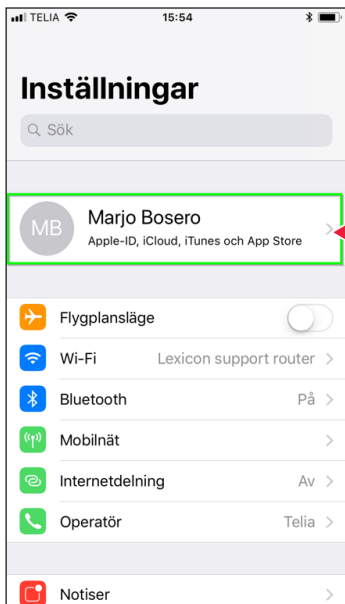 TELIA 15:54
Inställningar
Sök
MB
Marjo Bosero
Apple-ID, iCloud, iTunes och App Store
Flygplansläge
Wi-Fi Lexicon support router
Bluetooth På
Mobilnät
Internetdelning Av
Operatör Telia
Notiser